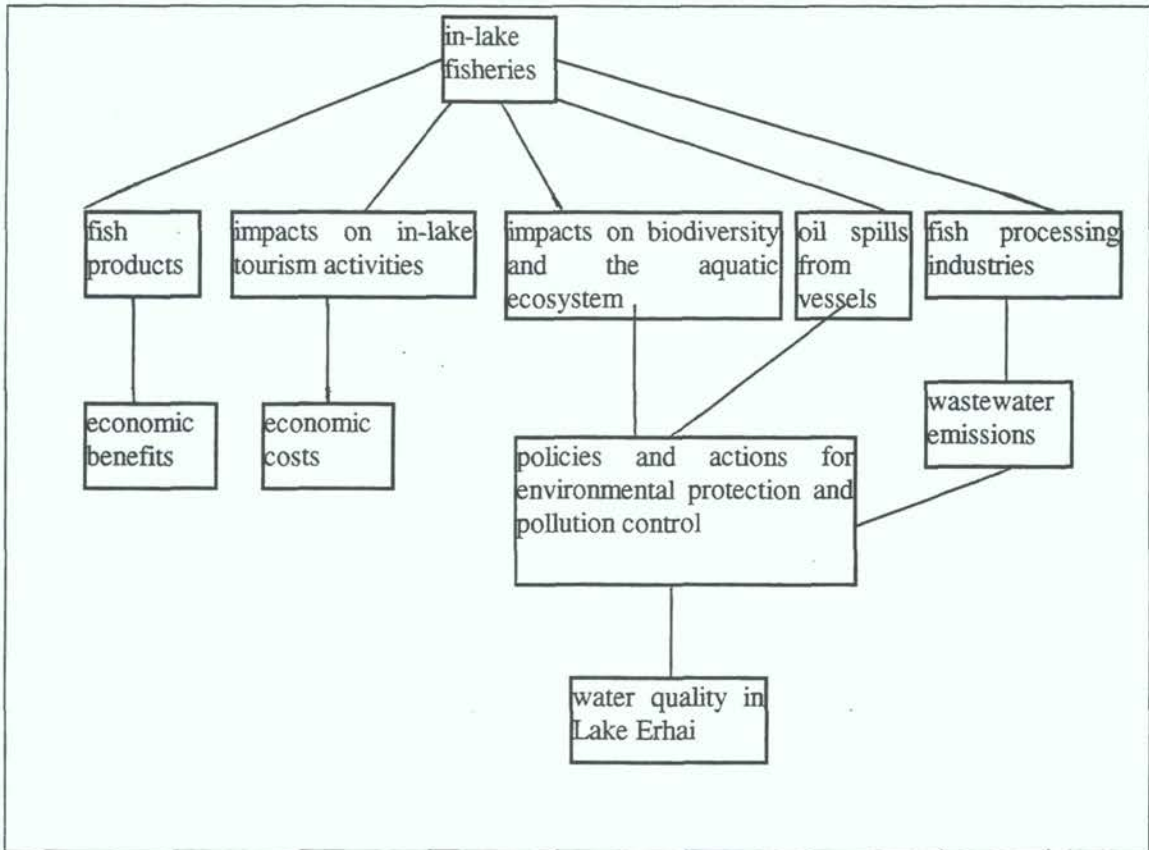 in-lake
fisheries
fish
products
impacts on in-lake
tourism activities
impacts on biodiversity
and the aquatic
ecosystem
oil spills
from
vessels
fish processing
industries
economic
benefits
economic
costs
wastewater
emissions
policies and actions for
environmental protection and
pollution control
water quality in
Lake Erhai